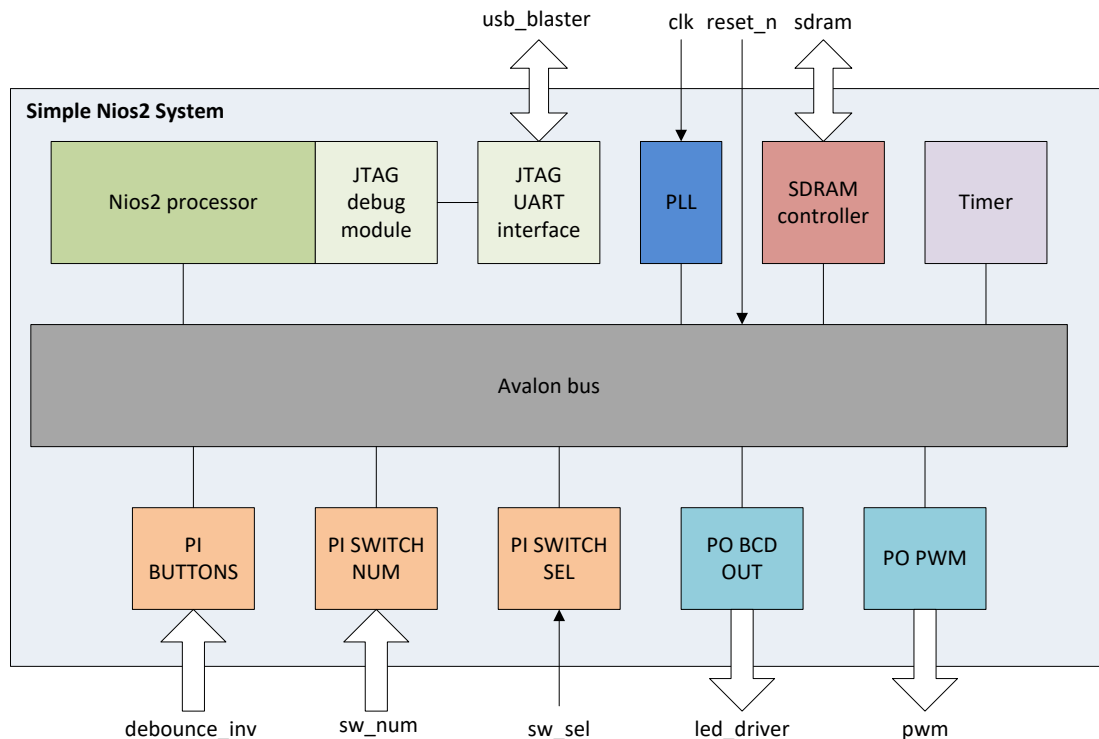 usb_blaster
clk
reset_n
sdram
Simple Nios2 System
Nios2 processor
JTAG
debug
module
JTAG
UART
interface
PLL
SDRAM
controller
Timer
Avalon bus
PI
BUTTONS
PI SWITCH
NUM
PI SWITCH
SEL
PO BCD
OUT
PO PWM
debounce_inv
sw_num
sw_sel
led_driver
pwm